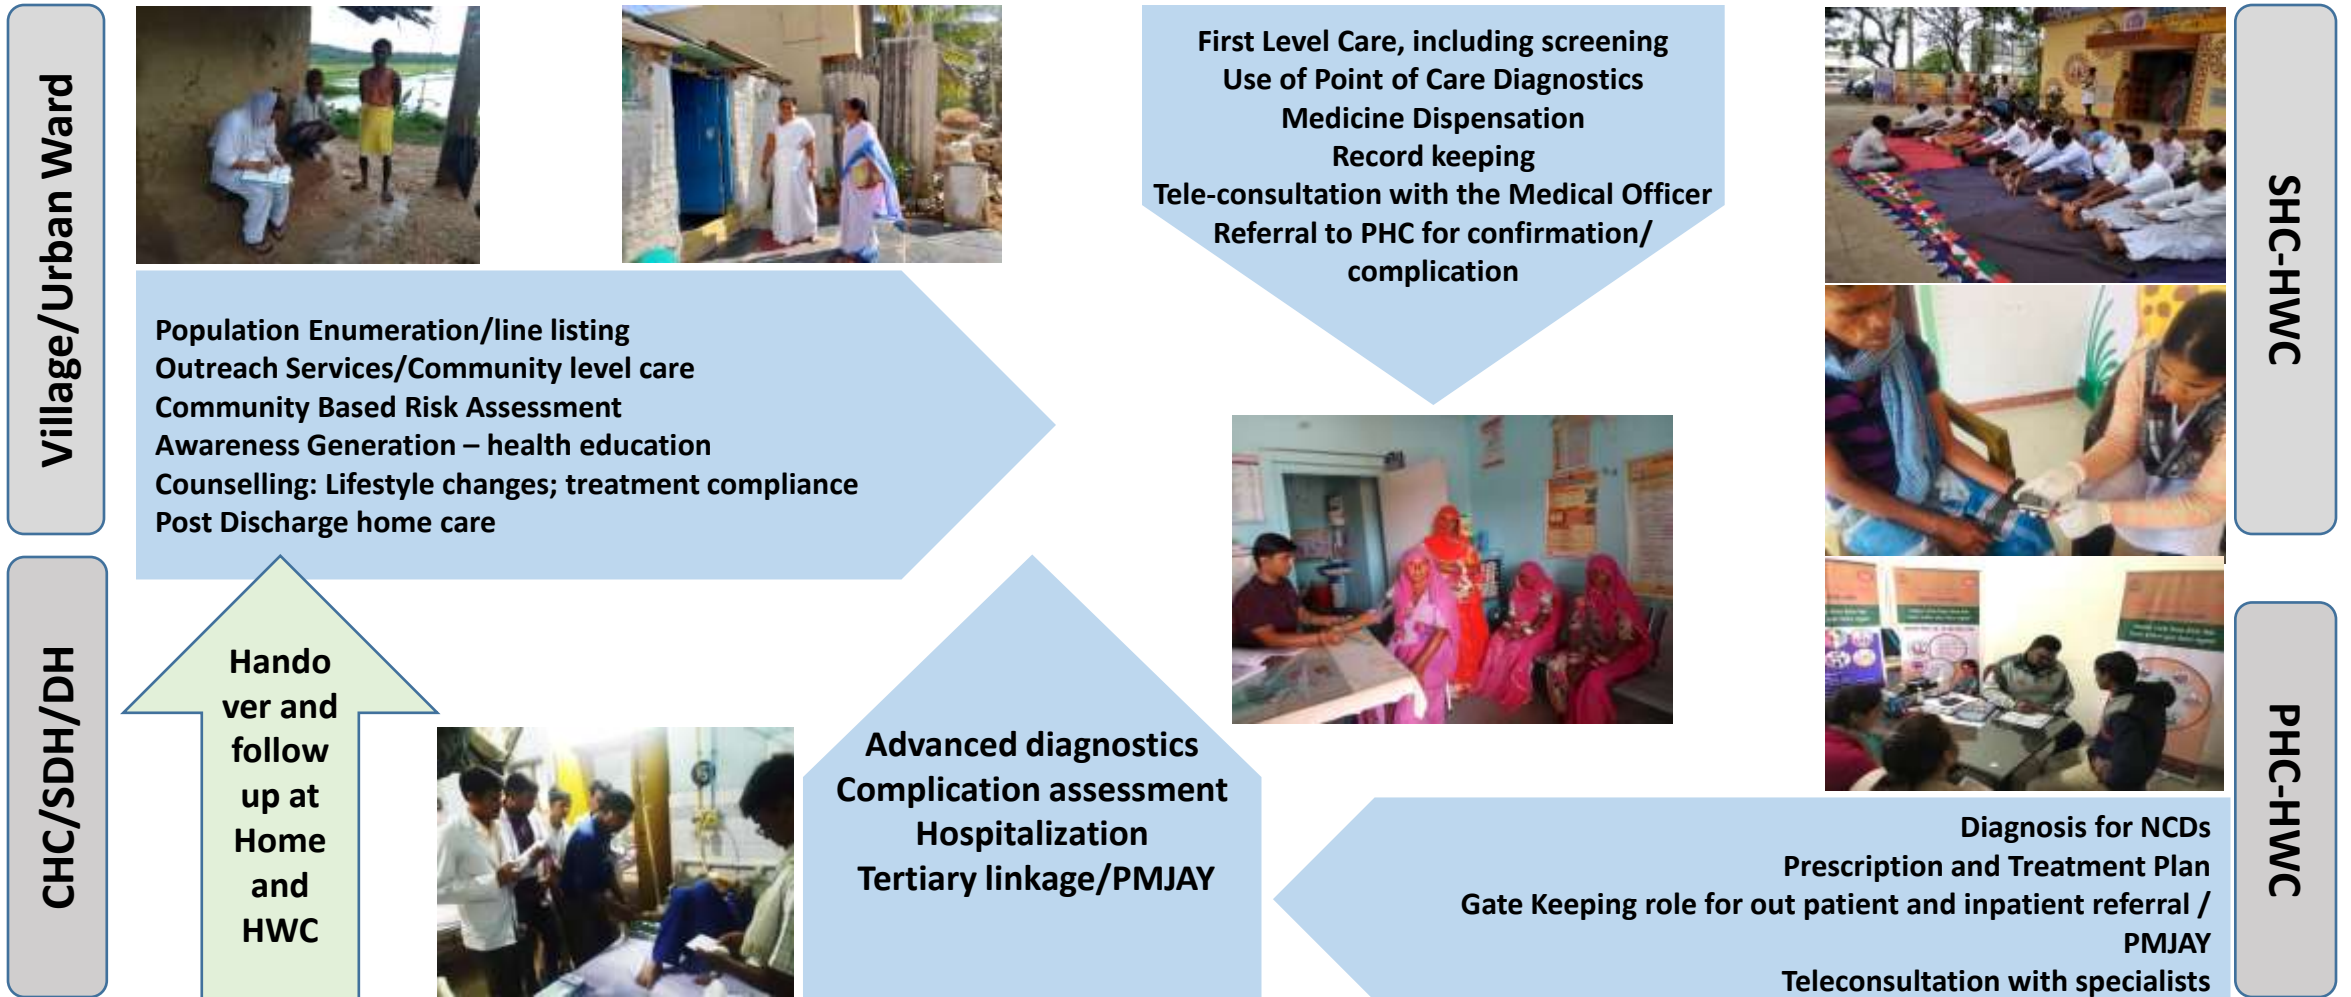 Village/Urban Ward
Population Enumeration/line listing
Outreach Services/Community level care
Community Based Risk Assessment
Awareness Generation – health education
Counselling: Lifestyle changes; treatment compliance
Post Discharge home care
First Level Care, including screening
Use of Point of Care Diagnostics
Medicine Dispensation
Record keeping
Tele-consultation with the Medical Officer
Referral to PHC for confirmation/
complication
SHC-HWC
PHC-HWC
Diagnosis for NCDs
Prescription and Treatment Plan
Gate Keeping role for out patient and inpatient referral /
PMJAY
Teleconsultation with specialists
Advanced diagnostics
Complication assessment
Hospitalization
Tertiary linkage/PMJAY
CHC/SDH/DH
Hando
ver and
follow
up at
Home
and
HWC